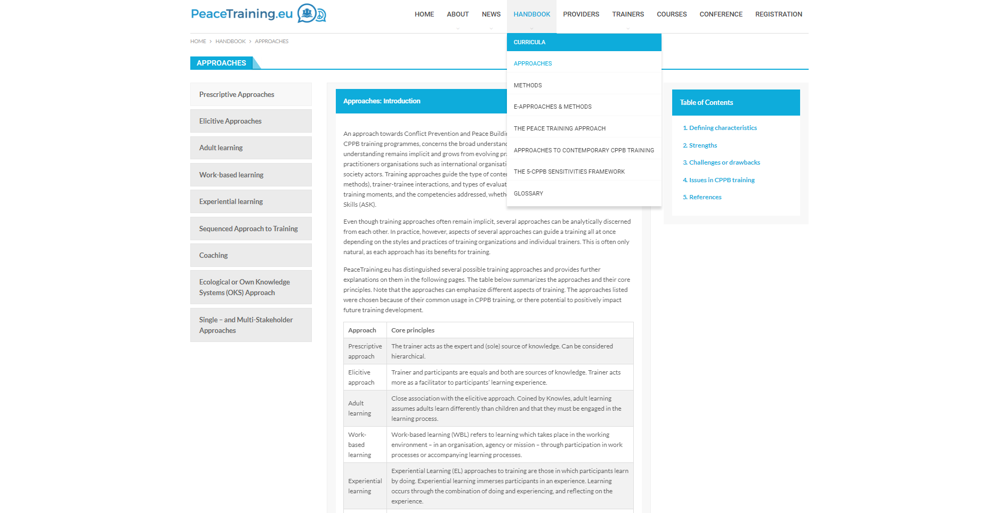 PeaceTraining.eu
HOME ABOUT NEWS HANDBOOK PROVIDERS TRAINERS COURSES CONFERENCE REGISTRATION
HOME > HANDBOOK > APPROACHES
CURRICULA
APPROACHES
METHODS
E-APPROACHES & METHODS
THE PEACE TRAINING APPROACH
APPROACHES TO CONTEMPORARY CPPB TRAINING
THE 5-CPPB SENSITIVITIES FRAMEWORK
GLOSSARY
APPROACHES
Prescriptive Approaches
Elicitive Approaches
Adult learning
Work-based learning
Experiential learning
Sequenced Approach to Training
Coaching
Ecological or Own Knowledge
Systems (OKS) Approach
Single – and Multi-Stakeholder
Approaches
Approaches: Introduction
An approach towards Conflict Prevention and Peace
CPPB training programmes, concerns the broad
understanding remains implicit and grows from evolving
practitioners organisations such as international
society actors. Training approaches guide the type of
methods), trainer-trainee interactions, and types of
training moments, and the competencies addressed,
Skills (ASK).
Even though training approaches often remain implicit, several approaches can be analytically discerned
from each other. In practice, however, aspects of several approaches can guide a training all at once
depending on the styles and practices of training organizations and individual trainers. This is often only
natural, as each approach has its benefits for training.
PeaceTraining.eu has distinguished several possible training approaches and provides further
explanations on them in the following pages. The table below summarizes the approaches and their core
principles. Note that the approaches can emphasize different aspects of training. The approaches listed
were chosen because of their common usage in CPPB training, or there potential to positively impact
future training development.
Approach Core principles
Prescriptive
approach
The trainer acts as the expert and (sole) source of knowledge. Can be considered
hierarchical.
Elicitive
approach
Trainer and participants are equals and both are sources of knowledge. Trainer acts
more as a facilitator to participants’ learning experience.
Adult
learning
Close association with the elicitive approach. Coined by Knowles, adult learning
assumes adults learn differently than children and that they must be engaged in the
learning process.
Work-
based
learning
Work-based learning (WBL) refers to learning which takes place in the working
environment – in an organisation, agency or mission – through participation in work
processes or accompanying learning processes.
Experiential
learning
Experiential Learning (EL) approaches to training are those in which participants learn
by doing. Experiential learning immerses participants in an experience. Learning
occurs through the combination of doing and experiencing, and reflecting on the
experience.
Table of Contents
1. Defining characteristics
2. Strengths
3. Challenges or drawbacks
4. Issues in CPPB training
5. References